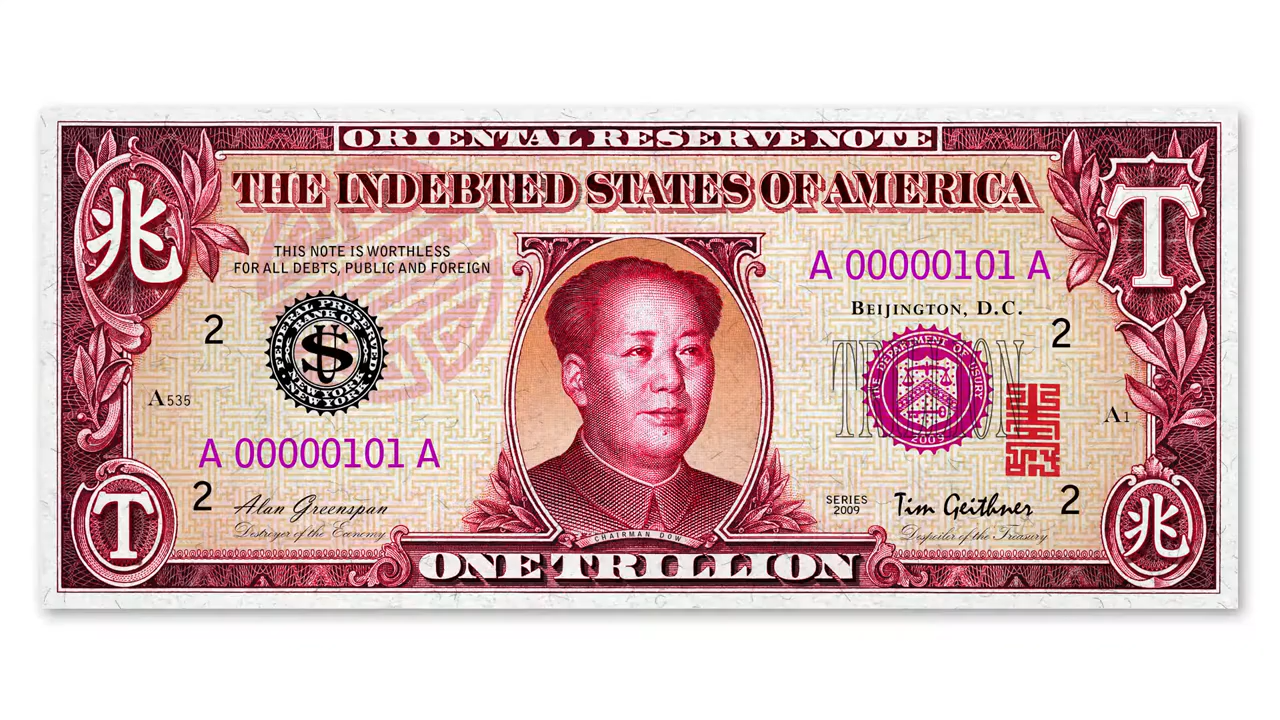 ORIENTAL RESERVE NOTE
THE INDEBTED STATES OF AMERICA
兆
T
THIS NOTE IS WORTHLESS
FOR ALL DEBTS, PUBLIC AND FOREIGN
A 00000101 A
BEIJINGTON, D.C.
2
2
FEDERAL PRESERVED
BANK OF
US
NEW YORK
NEW YORK
TRILLION
THE DEPARTMENT OF USURY
2009
A535
A1
A 00000101 A
2
Alan Greenspan
Destroyer of the Economy
SERIES
2009
Tim Geithner
Despoiler of the Treasury
2
T
CHAIRMAN DOW
兆
ONE TRILLION